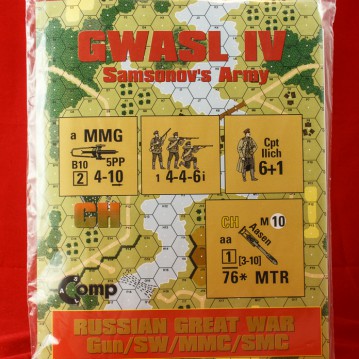 GWASL IV
Samsonov's Army
a MMG
B10 5PP
2 4-10
1 4-4-6i
Cpt
Ilich
6+1
CH
CH M 10
Aasen
aa
1 [3-10]
76* MTR
Comp
RUSSIAN GREAT WAR
Gun/SW/MMC/SMC